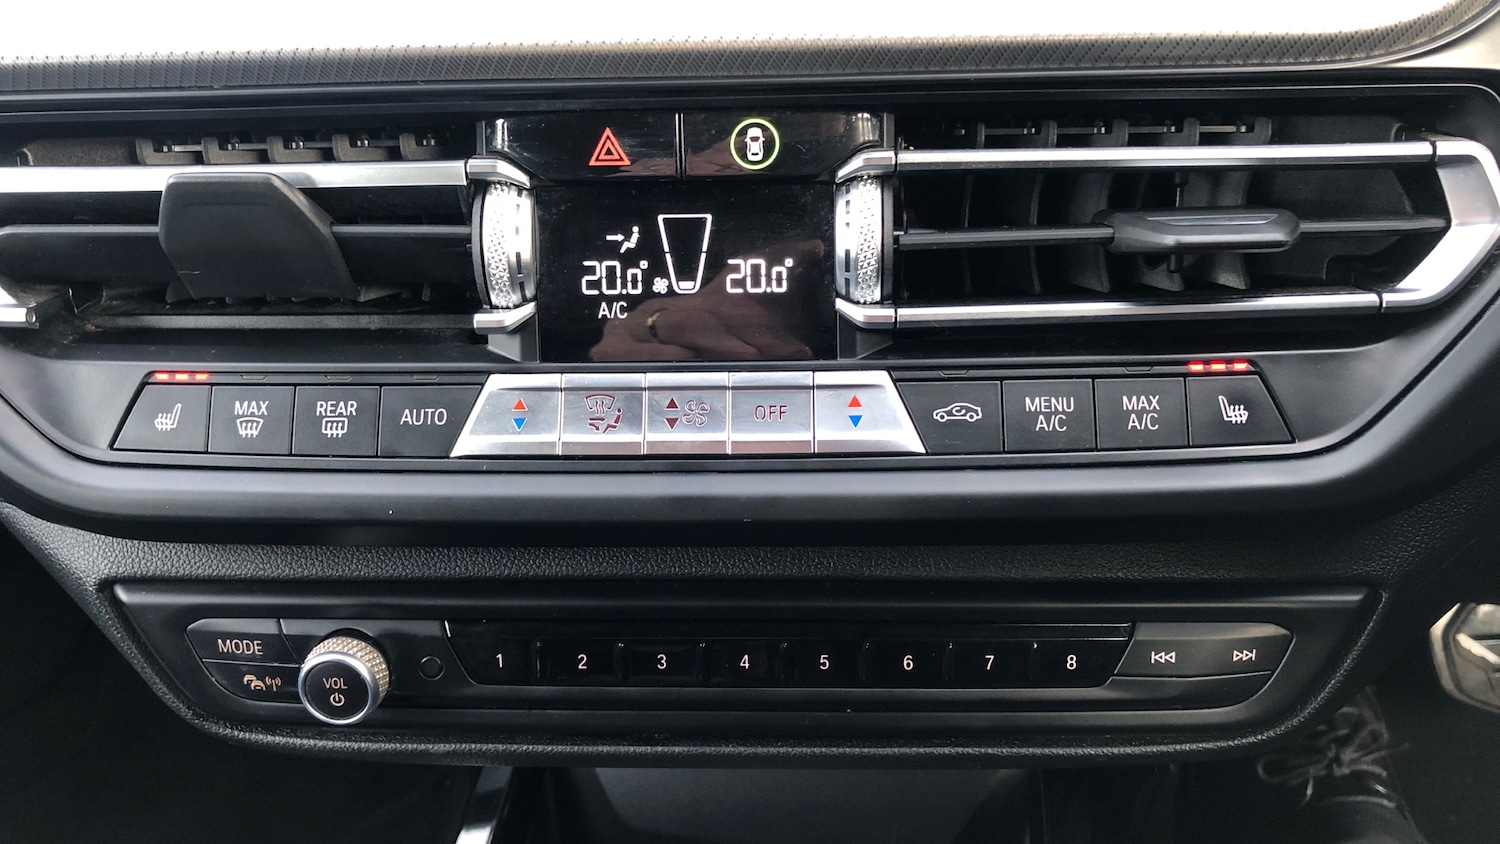 20.0° 20.0°
A/C
MAX
REAR
AUTO
OFF
MENU
A/C
MAX
A/C
MODE
VOL
1 2 3 4 5 6 7 8